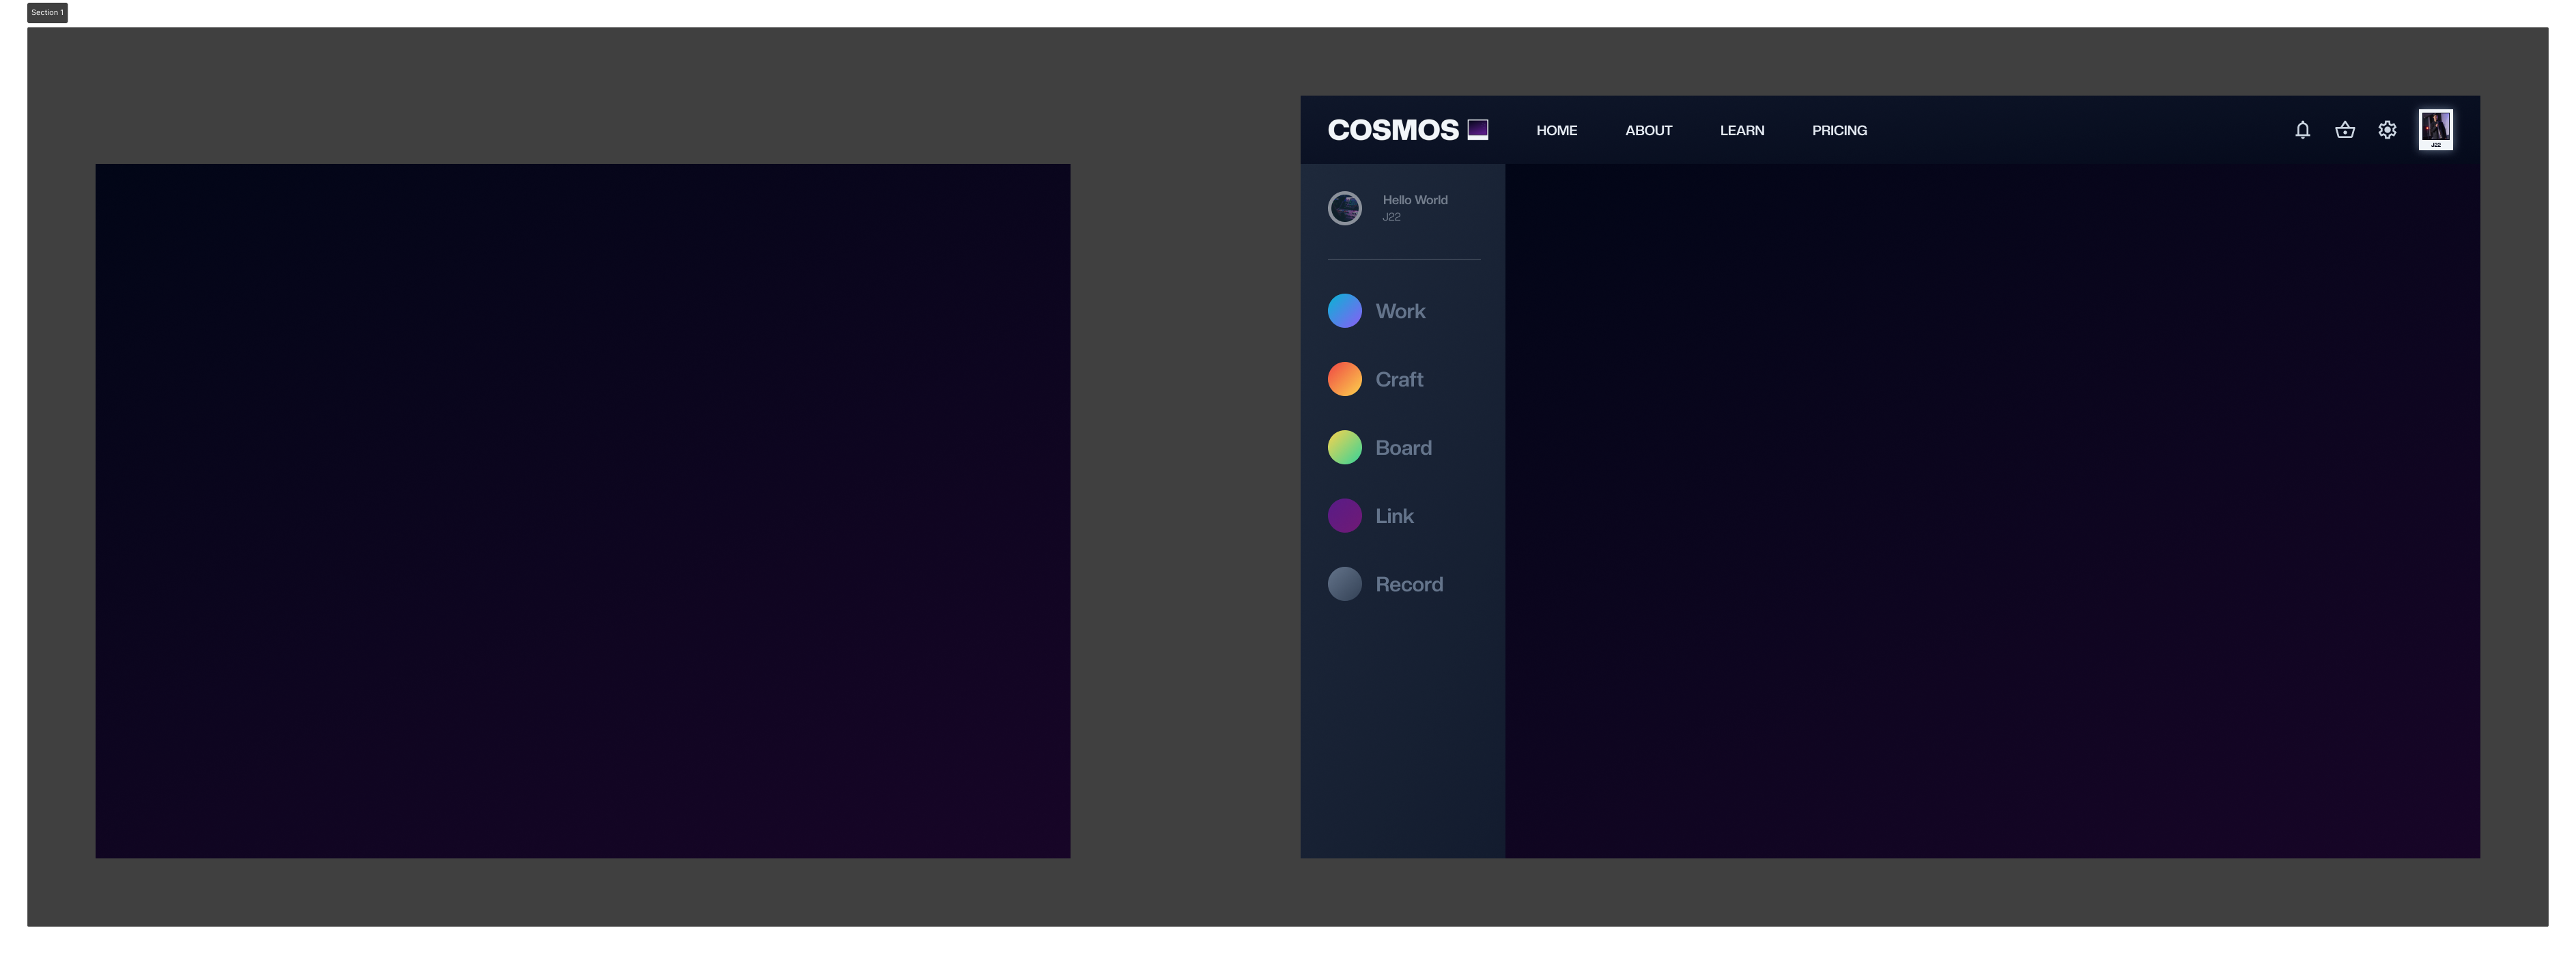 Section 1
COSMOS
HOME
ABOUT
LEARN
PRICING
J22
Hello World
J22
Work
Craft
Board
Link
Record